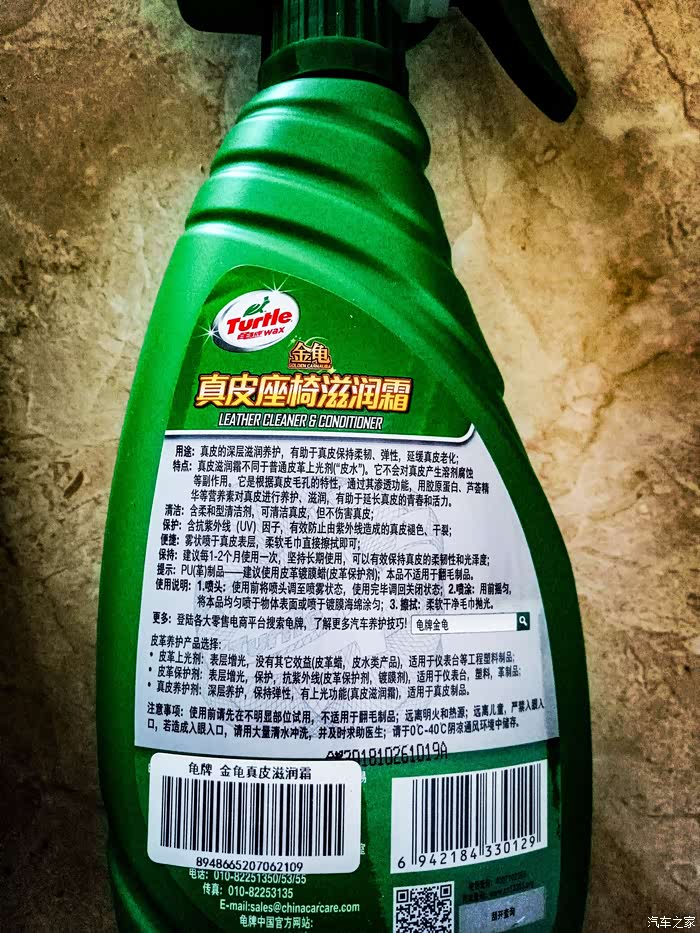 Turtle
龟牌wax
金龟
GOLDEN CARNAUBA
真皮座椅滋润霜
LEATHER CLEANER & CONDITIONER
用途：真皮的深层滋润养护，有助于真皮保持柔韧、弹性，延缓真皮老化；
特点：真皮滋润霜不同于普通皮革上光剂(“皮水”)。它不会对真皮产生溶剂腐蚀
等副作用。它是根据真皮毛孔的特性，通过其渗透功能，用胶原蛋白、芦荟精
华等营养素对真皮进行养护、滋润，有助于延长真皮的青春和活力。
清洁：含柔和型清洁剂，可清洁真皮，但不伤害真皮；
保护：含抗紫外线（UV）因子，有效防止由紫外线造成的真皮褪色、干裂；
便捷：雾状喷于真皮表层，柔软毛巾直接擦拭即可；
保持：建议每1-2个月使用一次，坚持长期使用，可以有效保持真皮的柔韧性和光泽度；
提示：PU(革)制品——建议使用皮革镀膜蜡(皮革保护剂)；本品不适用于翻毛制品。
使用说明：1.喷头：使用前将喷头调至喷雾状态，使用完毕调回关闭状态；2.喷涂：用前摇匀，
将本品均匀喷于物体表面或喷于镀膜海绵涂匀；3.擦拭：柔软干净毛巾抛光。
更多：登陆各大零售电商平台搜索龟牌，了解更多汽车养护技巧! 龟牌金龟
皮革养护产品选择：
• 皮革上光剂：表层增光，没有其它效益(皮革蜡，皮水类产品)，适用于仪表台等工程塑料制品；
• 皮革保护剂：表层增光，保护，抗紫外线(皮革保护剂，镀膜剂)，适用于仪表台，塑料，革制品；
• 真皮养护剂：深层养护，保持弹性，有上光功能(真皮滋润霜)，适用于真皮制品。
注意事项：使用前请先在不明显部位试用，不适用于翻毛制品；远离明火和热源；远离儿童，严禁入眼入
口，若造成入眼入口，请用大量清水冲洗，并及时求助医生；请于0℃-40℃阴凉通风环境中储存。
201810261019A
龟牌 金龟真皮滋润霜
8948665207062109
6 942184 330129
电话：010-82251350/53/55
传真：010-82253135
E-mail:sales@chinacarcare.com
龟牌中国官方网站:
刮开查询
汽车之家